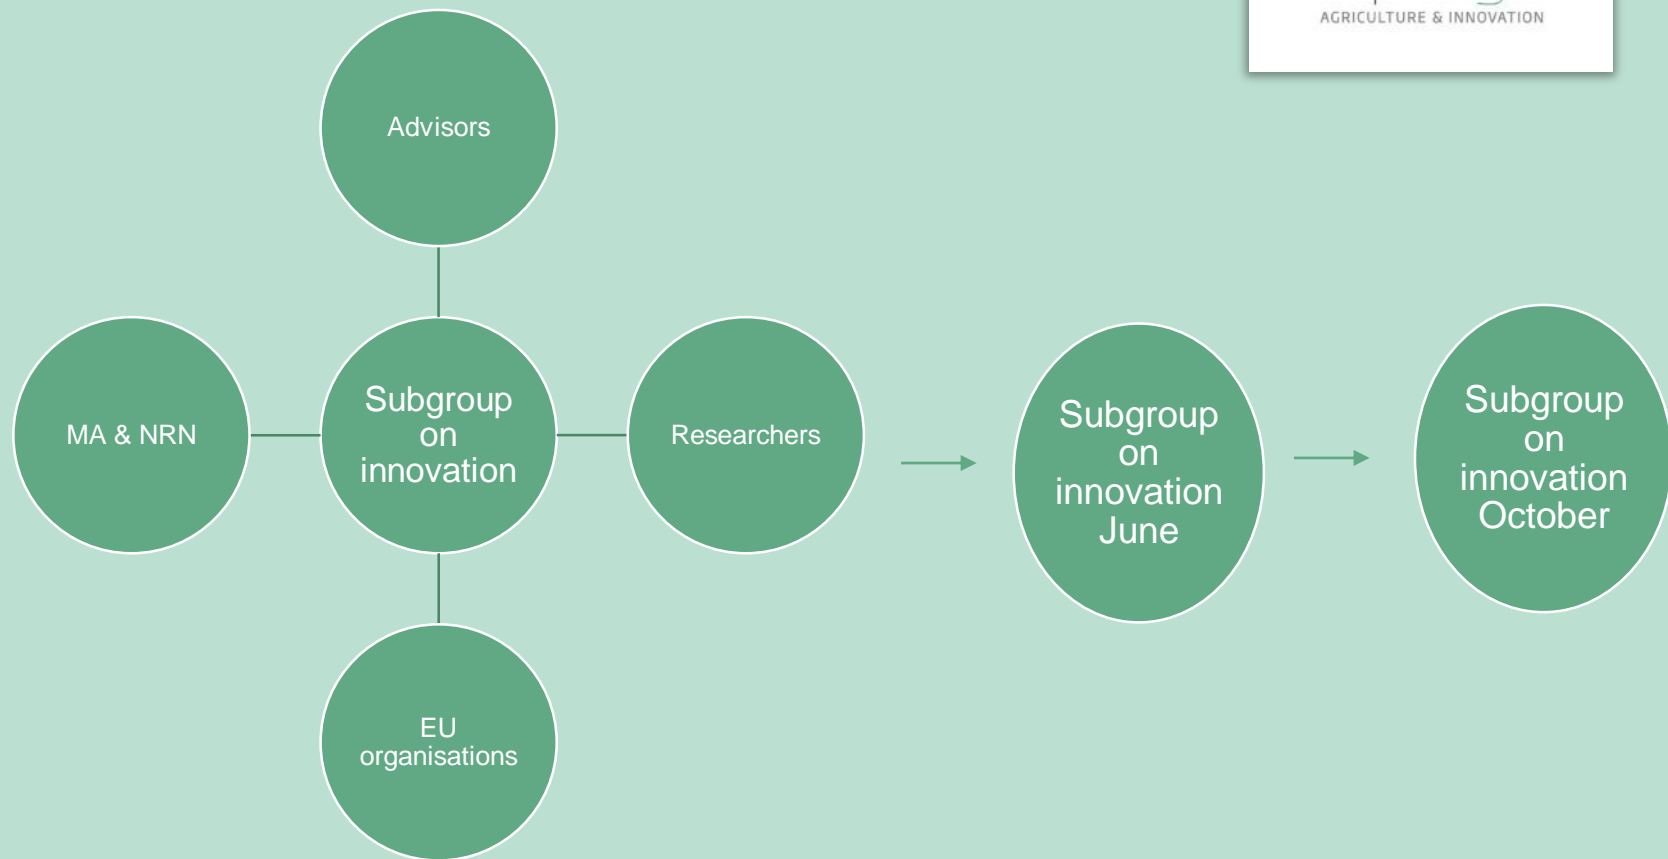 AGRICULTURE & INNOVATION
Advisors
MA & NRN
Subgroup
on
innovation
Researchers
EU
organisations
Subgroup
on
innovation
June
Subgroup
on
innovation
October